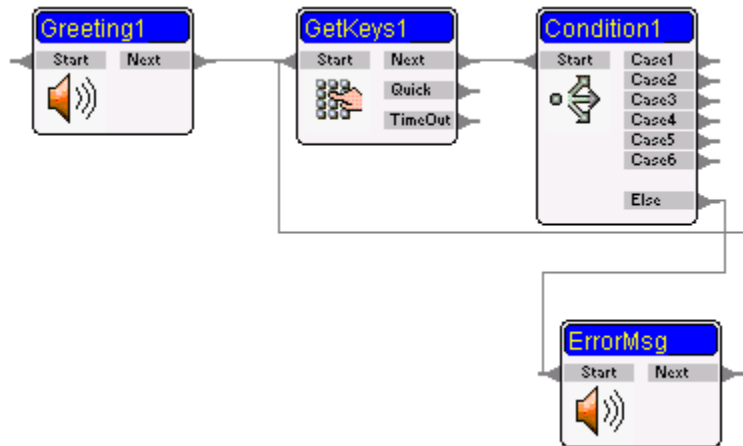 Greeting1
Start Next
GetKeys1
Start Next
Quick
TimeOut
Condition1
Start Case1
Case2
Case3
Case4
Case5
Case6
Else
ErrorMsg
Start Next